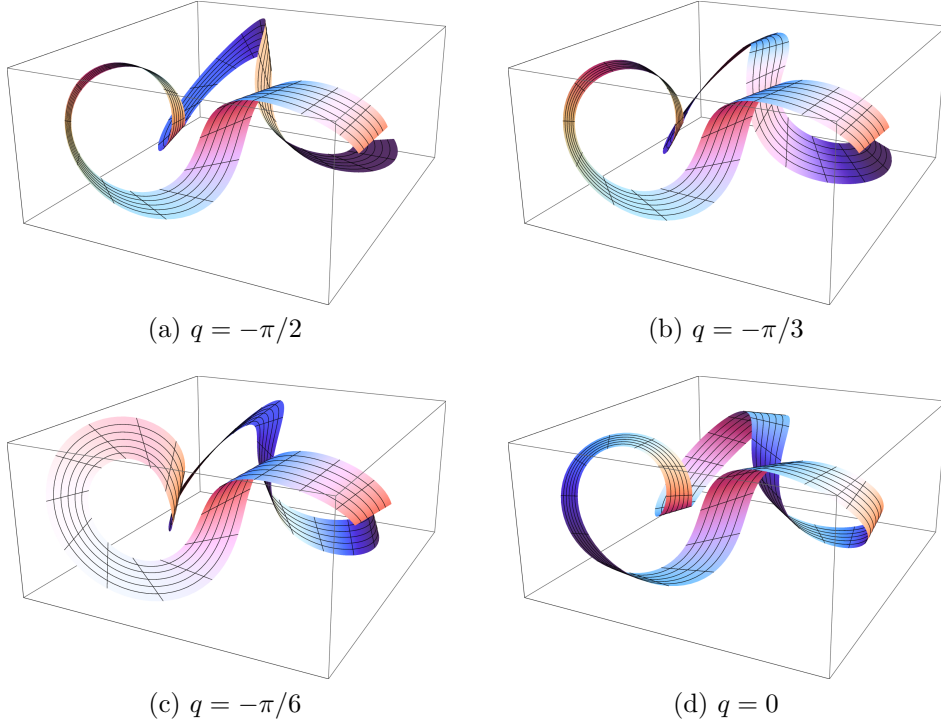 (a) q = −π/2
(b) q = −π/3
(c) q = −π/6
(d) q = 0